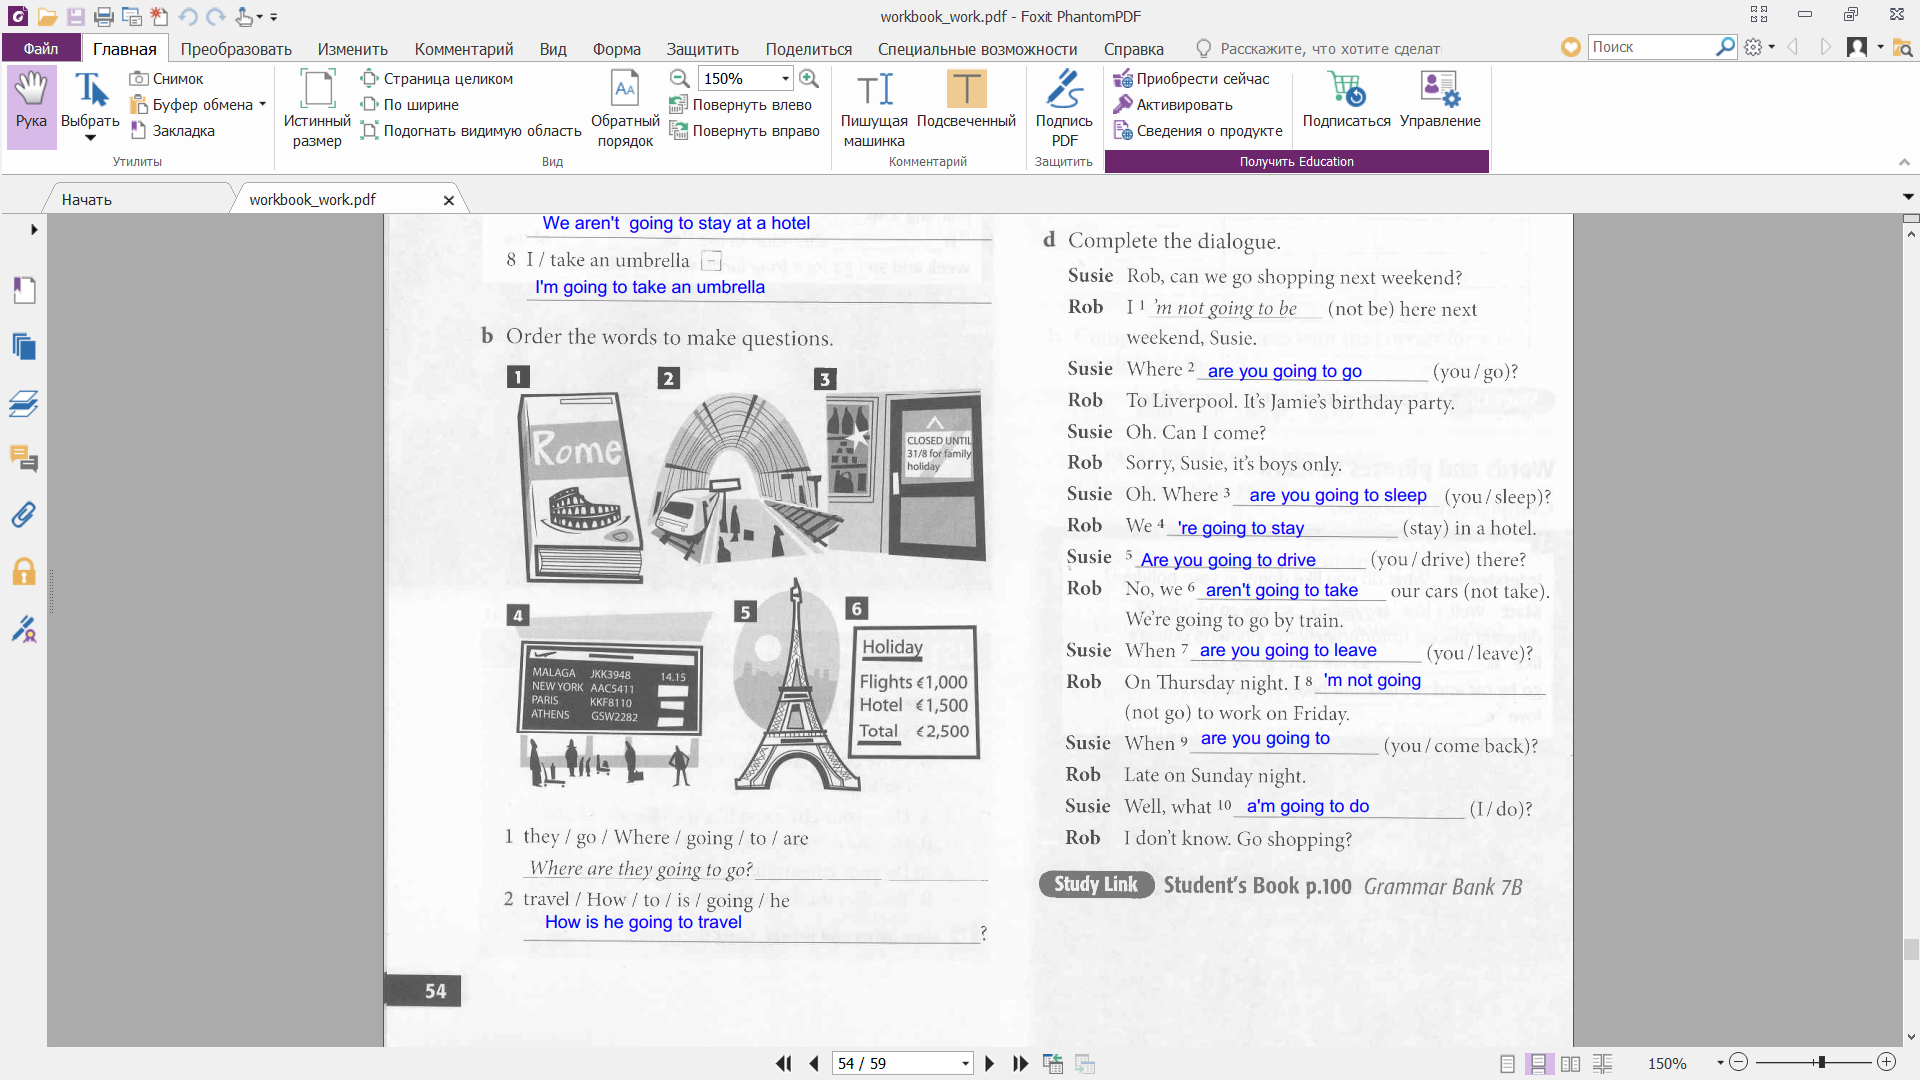 workbook_work.pdf - Foxit PhantomPDF
Файл Главная Преобразовать Изменить Комментарий Вид Форма Защитить Поделиться Специальные возможности Справка Расскажите, что хотите сделат Поиск
Рука
Выбрать
Снимок
Буфер обмена
Закладка
Утилиты
Истинный размер
Страница целиком
По ширине
Подогнать видимую область
Обратный порядок
150%
Повернуть влево
Повернуть вправо
Вид
Пишущая машинка
Подсвеченный
Комментарий
Подпись PDF
Защитить
Приобрести сейчас
Активировать
Сведения о продукте
Подписаться
Управление
Получить Education
Начать
workbook_work.pdf
We aren't going to stay at a hotel
8 I / take an umbrella −
I'm going to take an umbrella
b Order the words to make questions.
1
2
3
Rome
CLOSED UNTIL
31/8 for family
holiday
4
5
6
MALAGA JKK3948 14.15
NEW YORK AAC5411
PARIS KKF8110
ATHENS GSW2282
Holiday
Flights €1,000
Hotel €1,500
Total €2,500
1 they / go / Where / going / to / are
Where are they going to go?
2 travel / How / to / is / going / he
How is he going to travel ?
54
d Complete the dialogue.
Susie Rob, can we go shopping next weekend?
Rob I 1 'm not going to be (not be) here next
weekend, Susie.
Susie Where 2 are you going to go (you / go)?
Rob To Liverpool. It's Jamie's birthday party.
Susie Oh. Can I come?
Rob Sorry, Susie, it's boys only.
Susie Oh. Where 3 are you going to sleep (you / sleep)?
Rob We 4 're going to stay (stay) in a hotel.
Susie 5 Are you going to drive (you / drive) there?
Rob No, we 6 aren't going to take our cars (not take).
We're going to go by train.
Susie When 7 are you going to leave (you / leave)?
Rob On Thursday night. I 8 'm not going
(not go) to work on Friday.
Susie When 9 are you going to (you / come back)?
Rob Late on Sunday night.
Susie Well, what 10 a'm going to do (I / do)?
Rob I don't know. Go shopping?
Study Link Student's Book p.100 Grammar Bank 7B
54 / 59
150%